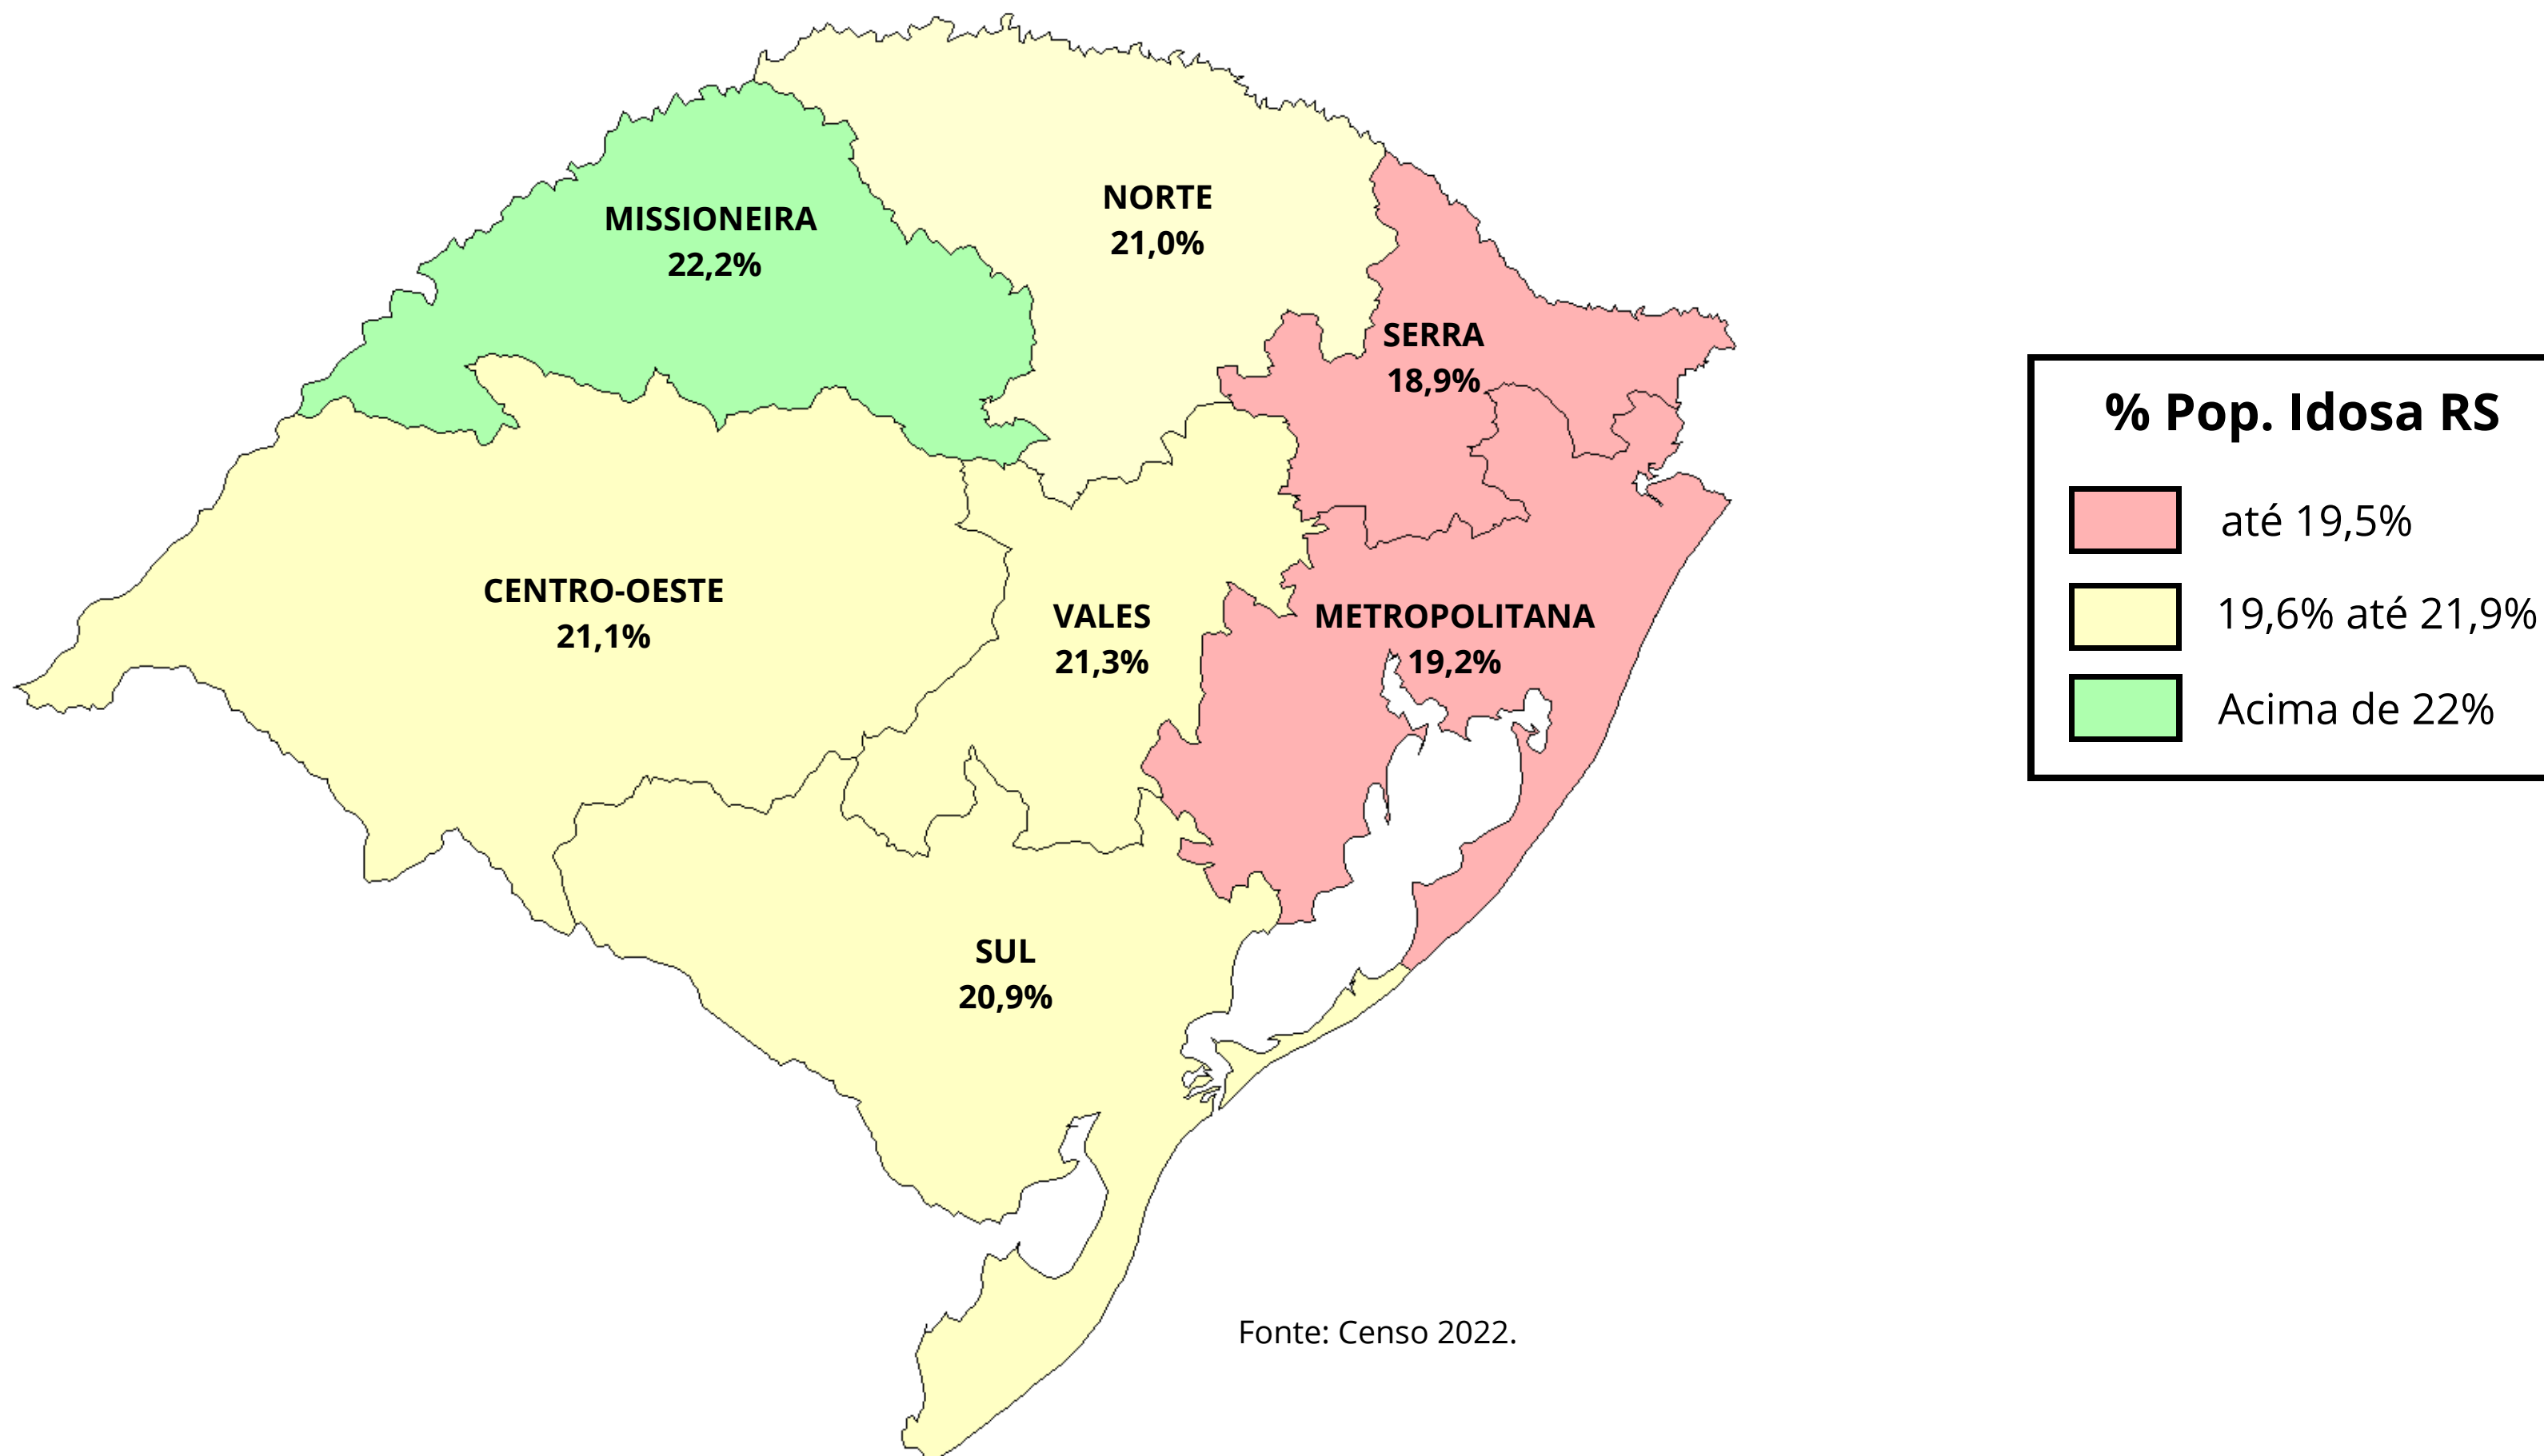 NORTE
21,0%
MISSIONEIRA
22,2%
SERRA
18,9%
CENTRO-OESTE
21,1%
VALES
21,3%
METROPOLITANA
19,2%
SUL
20,9%
% Pop. Idosa RS
até 19,5%
19,6% até 21,9%
Acima de 22%
Fonte: Censo 2022.